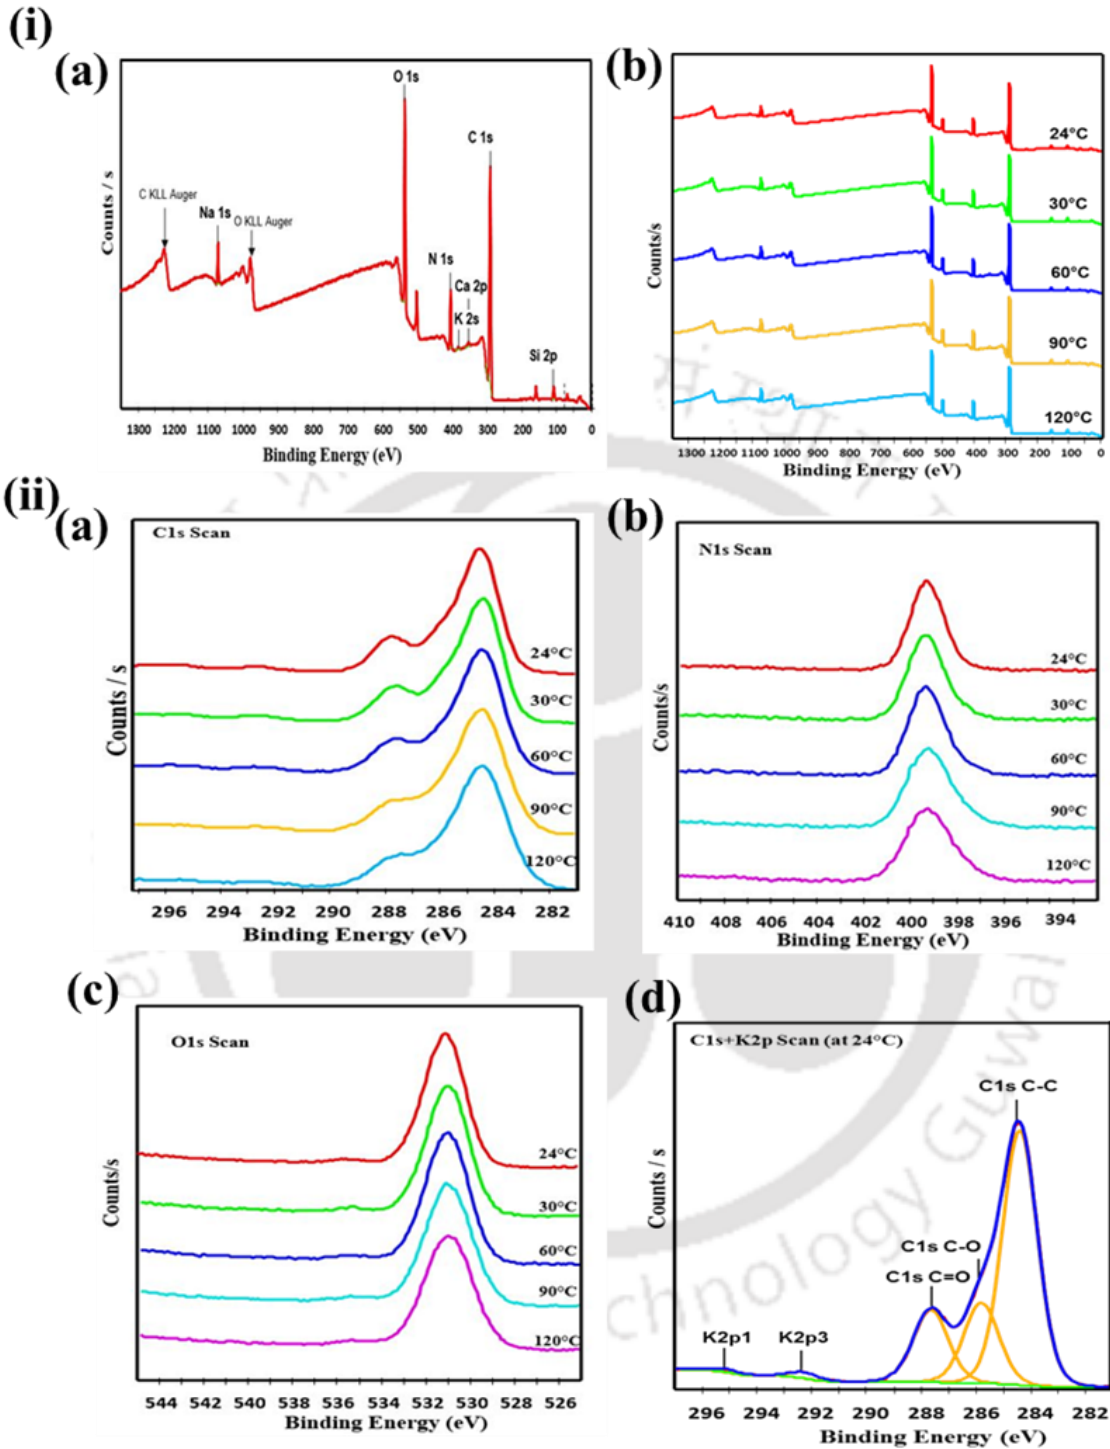 (i)
(a)
O 1s
C 1s
C KLL Auger
Na 1s
O KLL Auger
N 1s
Ca 2p
K 2s
Si 2p
Counts / s
1300 1200 1100 1000 900 800 700 600 500 400 300 200 100 0
Binding Energy (eV)
(b)
24°C
30°C
60°C
90°C
120°C
Counts/s
1300 1200 1100 1000 900 800 700 600 500 400 300 200 100 0
Binding Energy (eV)
(ii)
(a)
C1s Scan
24°C
30°C
60°C
90°C
120°C
Counts / s
296 294 292 290 288 286 284 282
Binding Energy (eV)
(b)
N1s Scan
24°C
30°C
60°C
90°C
120°C
Counts/s
410 408 406 404 402 400 398 396 394
Binding Energy (eV)
(c)
O1s Scan
24°C
30°C
60°C
90°C
120°C
Counts/s
544 542 540 538 536 534 532 530 528 526
Binding Energy (eV)
(d)
C1s+K2p Scan (at 24°C)
C1s C-C
C1s C-O
C1s C=O
K2p1
K2p3
Counts / s
296 294 292 290 288 286 284 282
Binding Energy (eV)
chnology Guwa